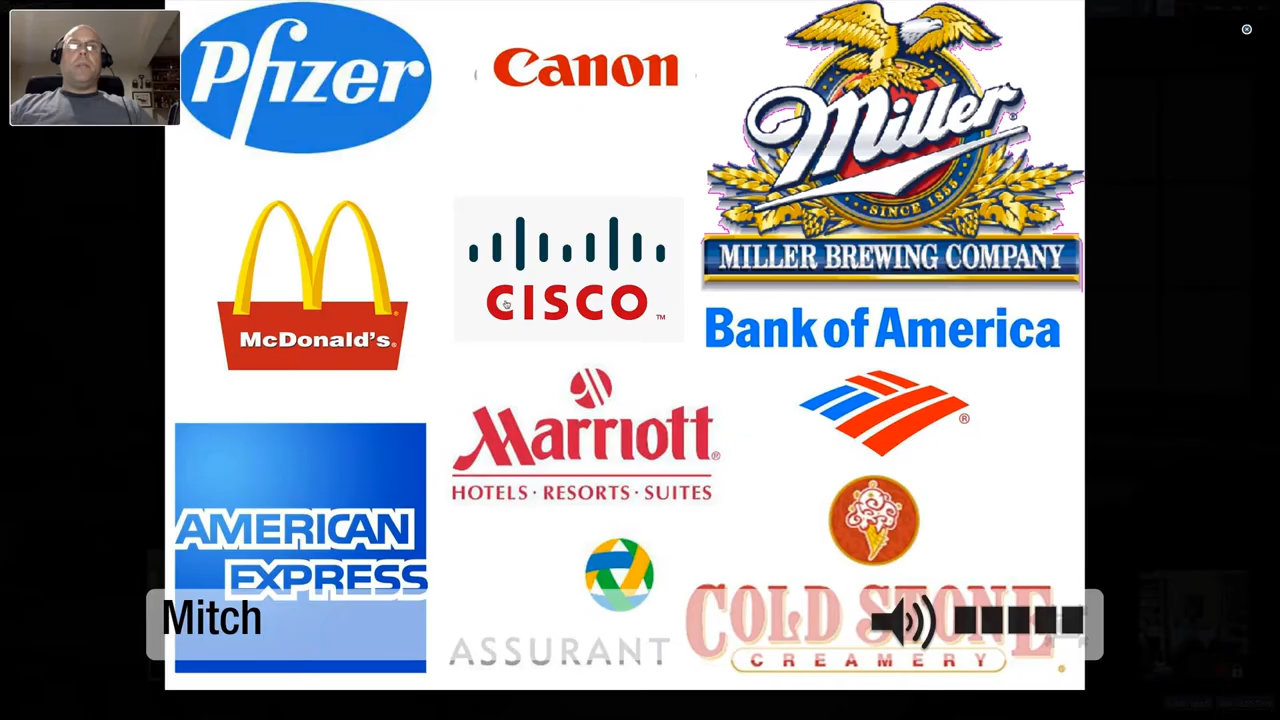 Pfizer
Canon
Miller
SINCE 1855
MILLER BREWING COMPANY
McDonald's®
CISCO™
Bank of America
®
Marriott®
HOTELS · RESORTS · SUITES
AMERICAN
EXPRESS
Mitch
ASSURANT
COLD STONE
CREAMERY